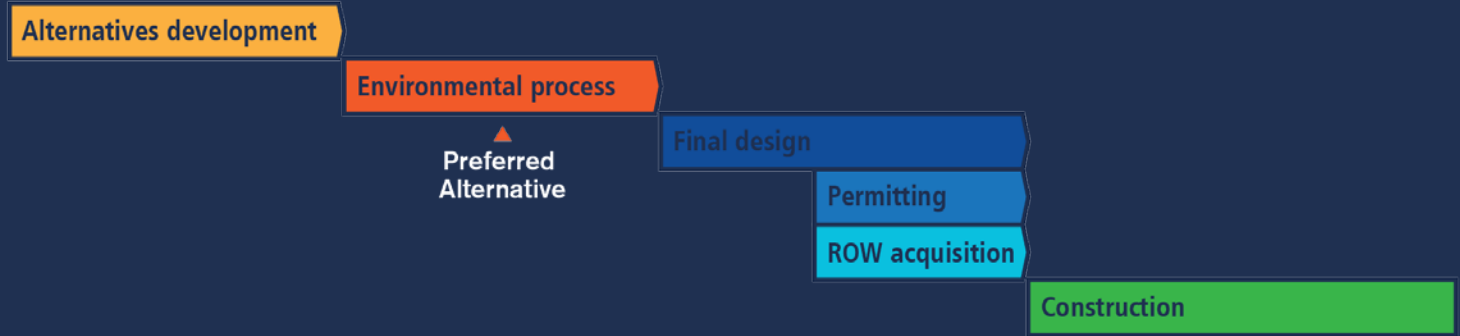 Alternatives development
Environmental process
Preferred
Alternative
Final design
Permitting
ROW acquisition
Construction